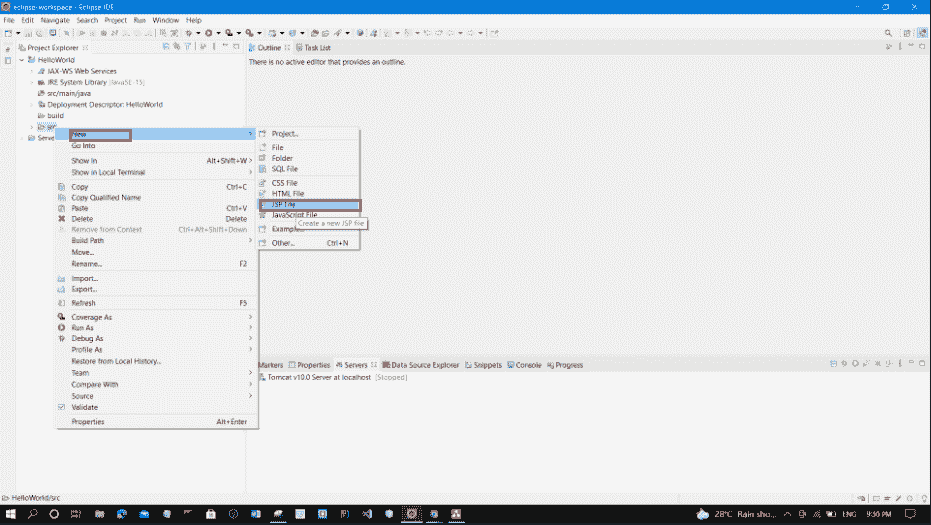 eclipse-workspace - Eclipse IDE
File Edit Navigate Search Project Run Window Help
Project Explorer
Outline Task List
There is no active editor that provides an outline.
HelloWorld
JAX-WS Web Services
JRE System Library [JavaSE-15]
src/main/java
Deployment Descriptor: HelloWorld
build
src
Serve
New
Go Into
Show In Alt+Shift+W
Show in Local Terminal
Copy Ctrl+C
Copy Qualified Name
Paste Ctrl+V
Delete Delete
Remove from Context Ctrl+Alt+Shift+Down
Build Path
Move...
Rename... F2
Import...
Export...
Refresh F5
Coverage As
Run As
Debug As
Profile As
Restore from Local History...
Team
Compare With
Source
Validate
Properties Alt+Enter
Project...
File
Folder
SQL File
CSS File
HTML File
JSP File
JavaScript File
Create a new JSP file
Example...
Other... Ctrl+N
Markers Properties Servers Data Source Explorer Snippets Console Progress
Tomcat v10.0 Server at localhost [Stopped]
HelloWorld/src
28°C Rain sho... ENG 9:50 PM